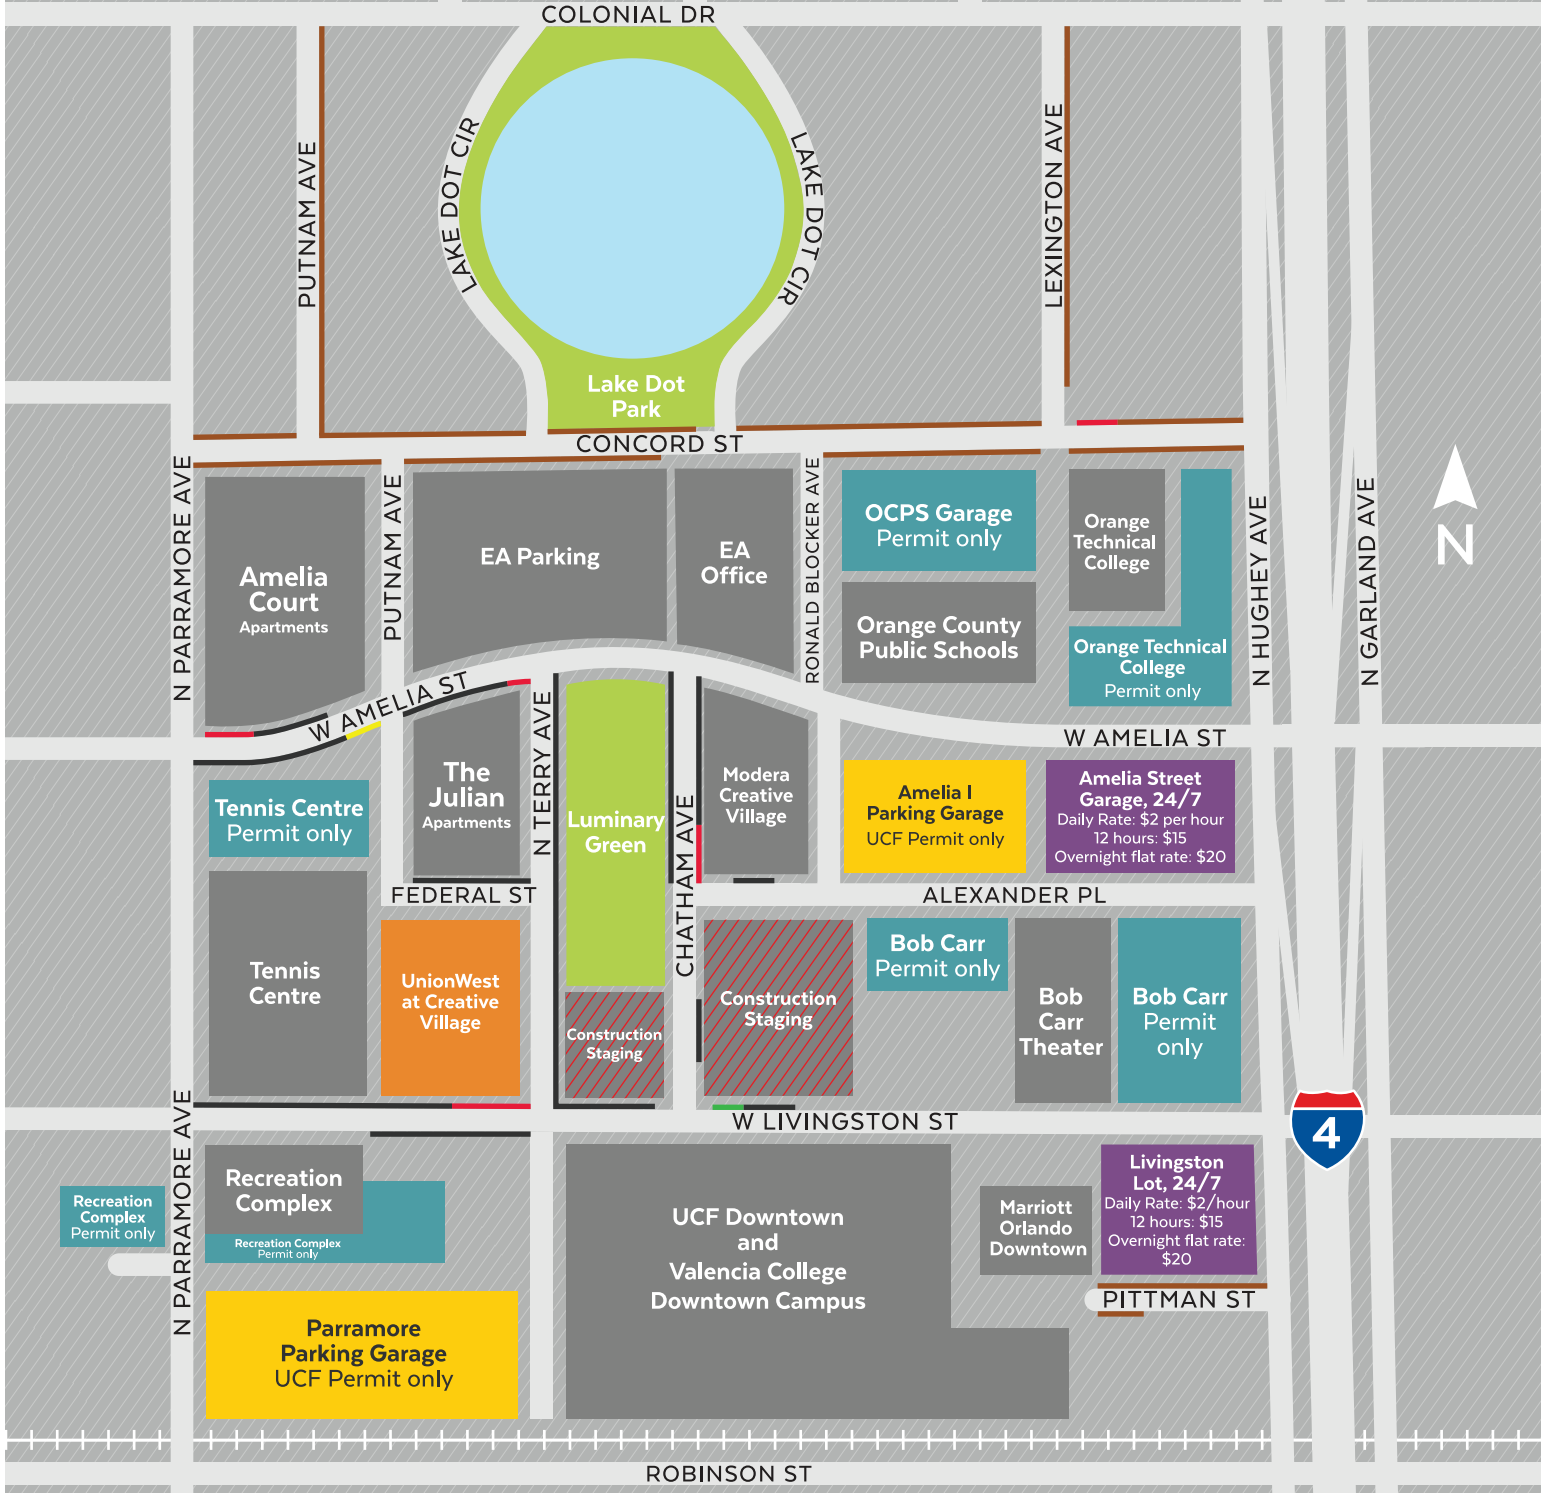 COLONIAL DR
PUTNAM AVE
LAKE DOT CIR
LAKE DOT CIR
LEXINGTON AVE
Lake Dot
Park
CONCORD ST
N PARRAMORE AVE
PUTNAM AVE
RONALD BLOCKER AVE
N HUGHEY AVE
N GARLAND AVE
N
Amelia
Court
Apartments
EA Parking
EA
Office
OCPS Garage
Permit only
Orange County
Public Schools
Orange
Technical
College
Orange Technical
College
Permit only
W AMELIA ST
W AMELIA ST
Tennis Centre
Permit only
The
Julian
Apartments
N TERRY AVE
Luminary
Green
CHATHAM AVE
Modera
Creative
Village
Amelia I
Parking Garage
UCF Permit only
Amelia Street
Garage, 24/7
Daily Rate: $2 per hour
12 hours: $15
Overnight flat rate: $20
FEDERAL ST
ALEXANDER PL
Tennis
Centre
UnionWest
at Creative
Village
Construction
Staging
Construction
Staging
Bob Carr
Permit only
Bob
Carr
Theater
Bob Carr
Permit
only
W LIVINGSTON ST
4
N PARRAMORE AVE
Recreation
Complex
Permit only
Recreation
Complex
Recreation Complex
Permit only
UCF Downtown
and
Valencia College
Downtown Campus
Marriott
Orlando
Downtown
Livingston
Lot, 24/7
Daily Rate: $2/hour
12 hours: $15
Overnight flat rate:
$20
PITTMAN ST
Parramore
Parking Garage
UCF Permit only
ROBINSON ST